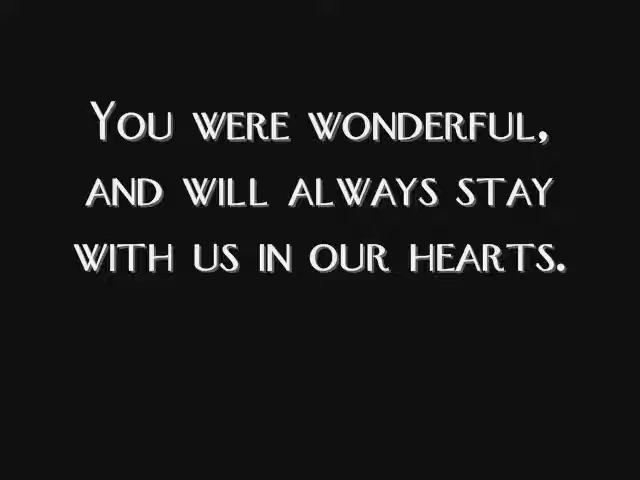 You were wonderful,
and will always stay
with us in our hearts.